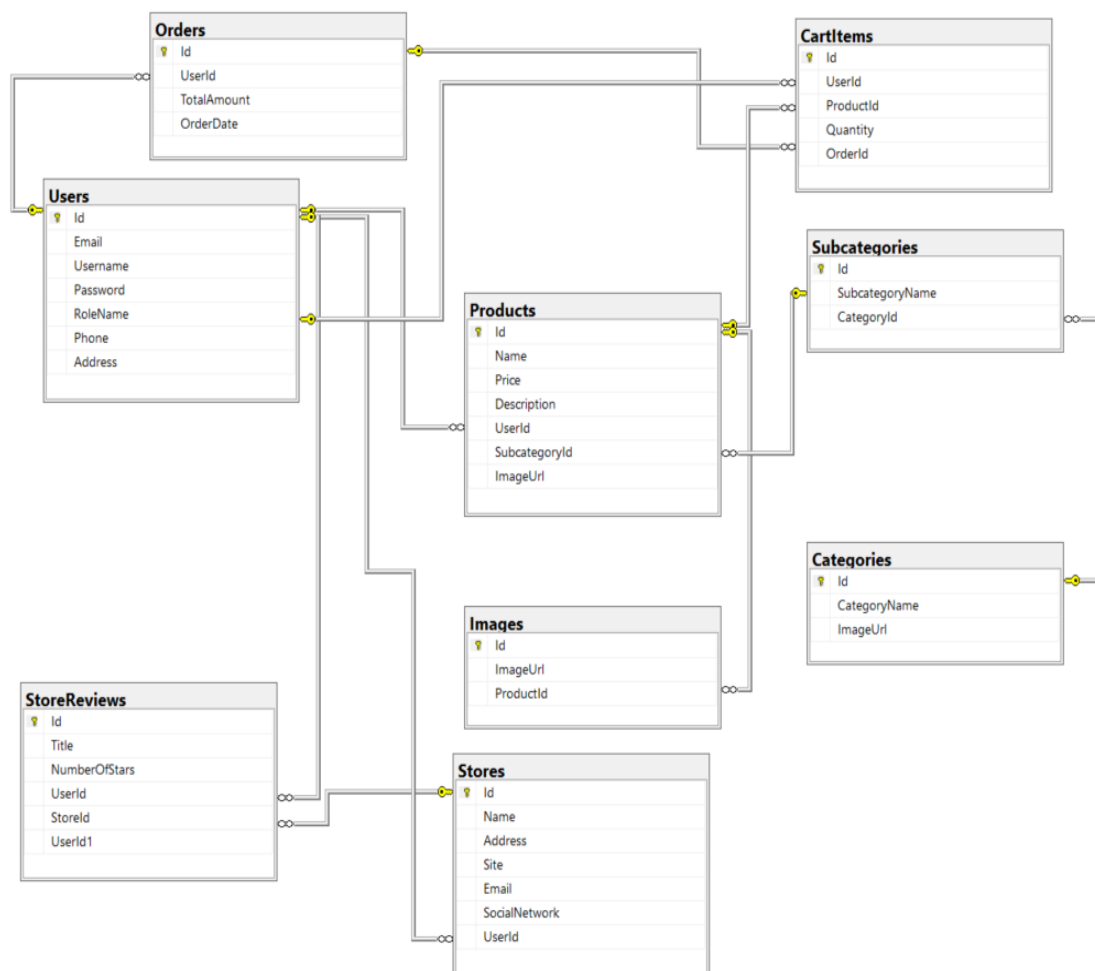 Orders
Id
UserId
TotalAmount
OrderDate
CartItems
Id
UserId
ProductId
Quantity
OrderId
Users
Id
Email
Username
Password
RoleName
Phone
Address
Subcategories
Id
SubcategoryName
CategoryId
Products
Id
Name
Price
Description
UserId
SubcategoryId
ImageUrl
Categories
Id
CategoryName
ImageUrl
Images
Id
ImageUrl
ProductId
StoreReviews
Id
Title
NumberOfStars
UserId
StoreId
UserId1
Stores
Id
Name
Address
Site
Email
SocialNetwork
UserId